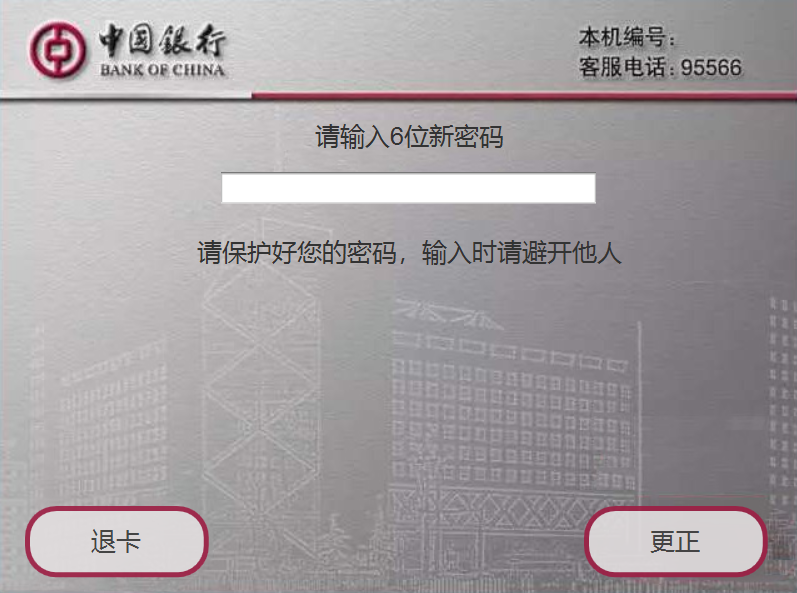 中国银行
BANK OF CHINA
本机编号：
客服电话：95566
请输入6位新密码
请保护好您的密码，输入时请避开他人
退卡
更正